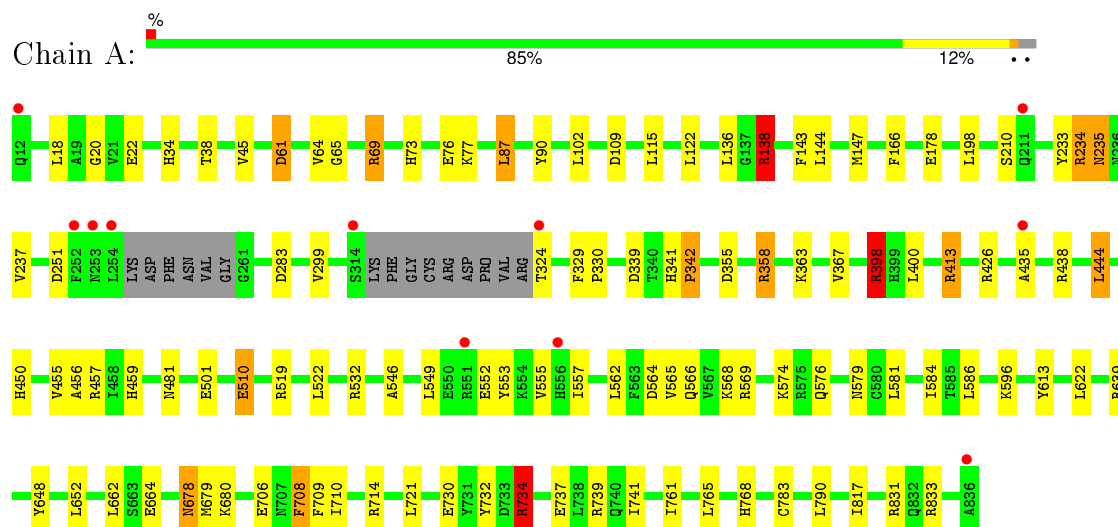 %
Chain A:
85% 12% • •
Q12 L18 A19 G20 V21 E22 H34 T38 V45 D61 V64 G65 R69 H73 E76 K77 L87 Y90 L102 D109 L115 L122 L136 G137 R138 F143 L144 M147 F166 E178 L198 S210 Q211 Y233 R234 N235 N236
V237 D251 F252 N253 L254 LYS ASP PHE ASN VAL GLY G261 D283 V299 S314 LYS PHE GLY CYS ARG ASP PRO VAL ARG T324 F329 P330 D339 T340 H341 P342 D355 R358 K363 V367 R398 H399 L400 R413 R426 A435 R438 L444
H450 V455 A456 R457 I458 H459 N481 E501 E510 R519 L522 R532 A546 L549 E550 R551 E552 Y553 K554 V555 H556 I557 L562 F563 D564 V565 Q566 V567 K568 R569 K574 R575 Q576 N579 C580 L581 I584 T585 L586 K596 Y613 L622 R639
Y648 L652 L662 S663 E664 N678 M679 K680 E706 N707 F708 F709 I710 R714 L721 E730 Y731 Y732 D733 R734 E737 L738 R739 Q740 I741 I761 L765 H768 C783 L790 I817 R831 Q832 R833 A836